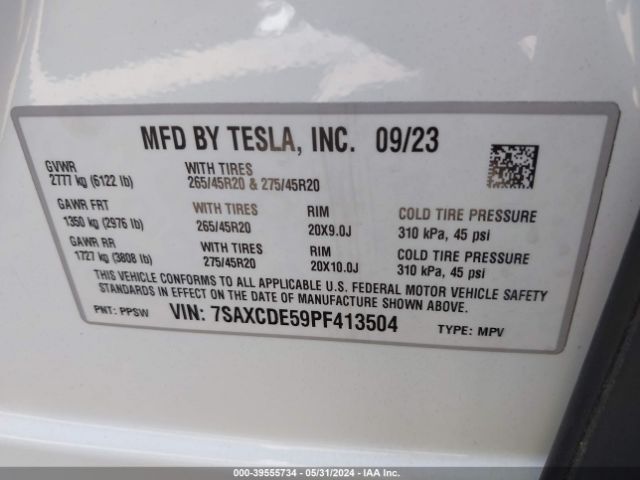 MFD BY TESLA, INC. 09/23
GVWR
2777 kg (6122 lb)
WITH TIRES
265/45R20 & 275/45R20
GAWR FRT
1350 kg (2976 lb)
WITH TIRES
265/45R20
RIM
20X9.0J
COLD TIRE PRESSURE
310 kPa, 45 psi
GAWR RR
1727 kg (3808 lb)
WITH TIRES
275/45R20
RIM
20X10.0J
COLD TIRE PRESSURE
310 kPa, 45 psi
THIS VEHICLE CONFORMS TO ALL APPLICABLE U.S. FEDERAL MOTOR VEHICLE SAFETY
STANDARDS IN EFFECT ON THE DATE OF MANUFACTURE SHOWN ABOVE.
PNT: PPSW VIN: 7SAXCDE59PF413504 TYPE: MPV
000-39555734 - 05/31/2024 - IAA Inc.